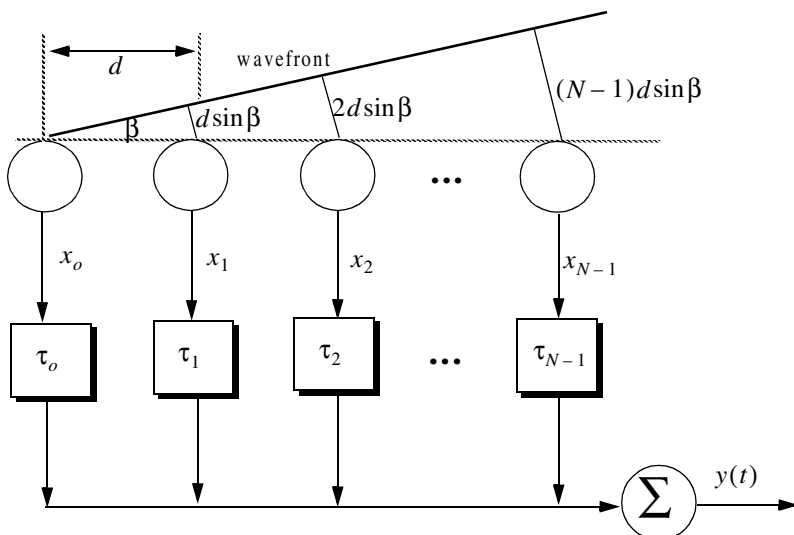 d
wavefront
β
d sin β
2d sin β
(N – 1)d sin β
...
x_o
x_1
x_2
x_{N – 1}
τ_o
τ_1
τ_2
...
τ_{N – 1}
Σ
y(t)